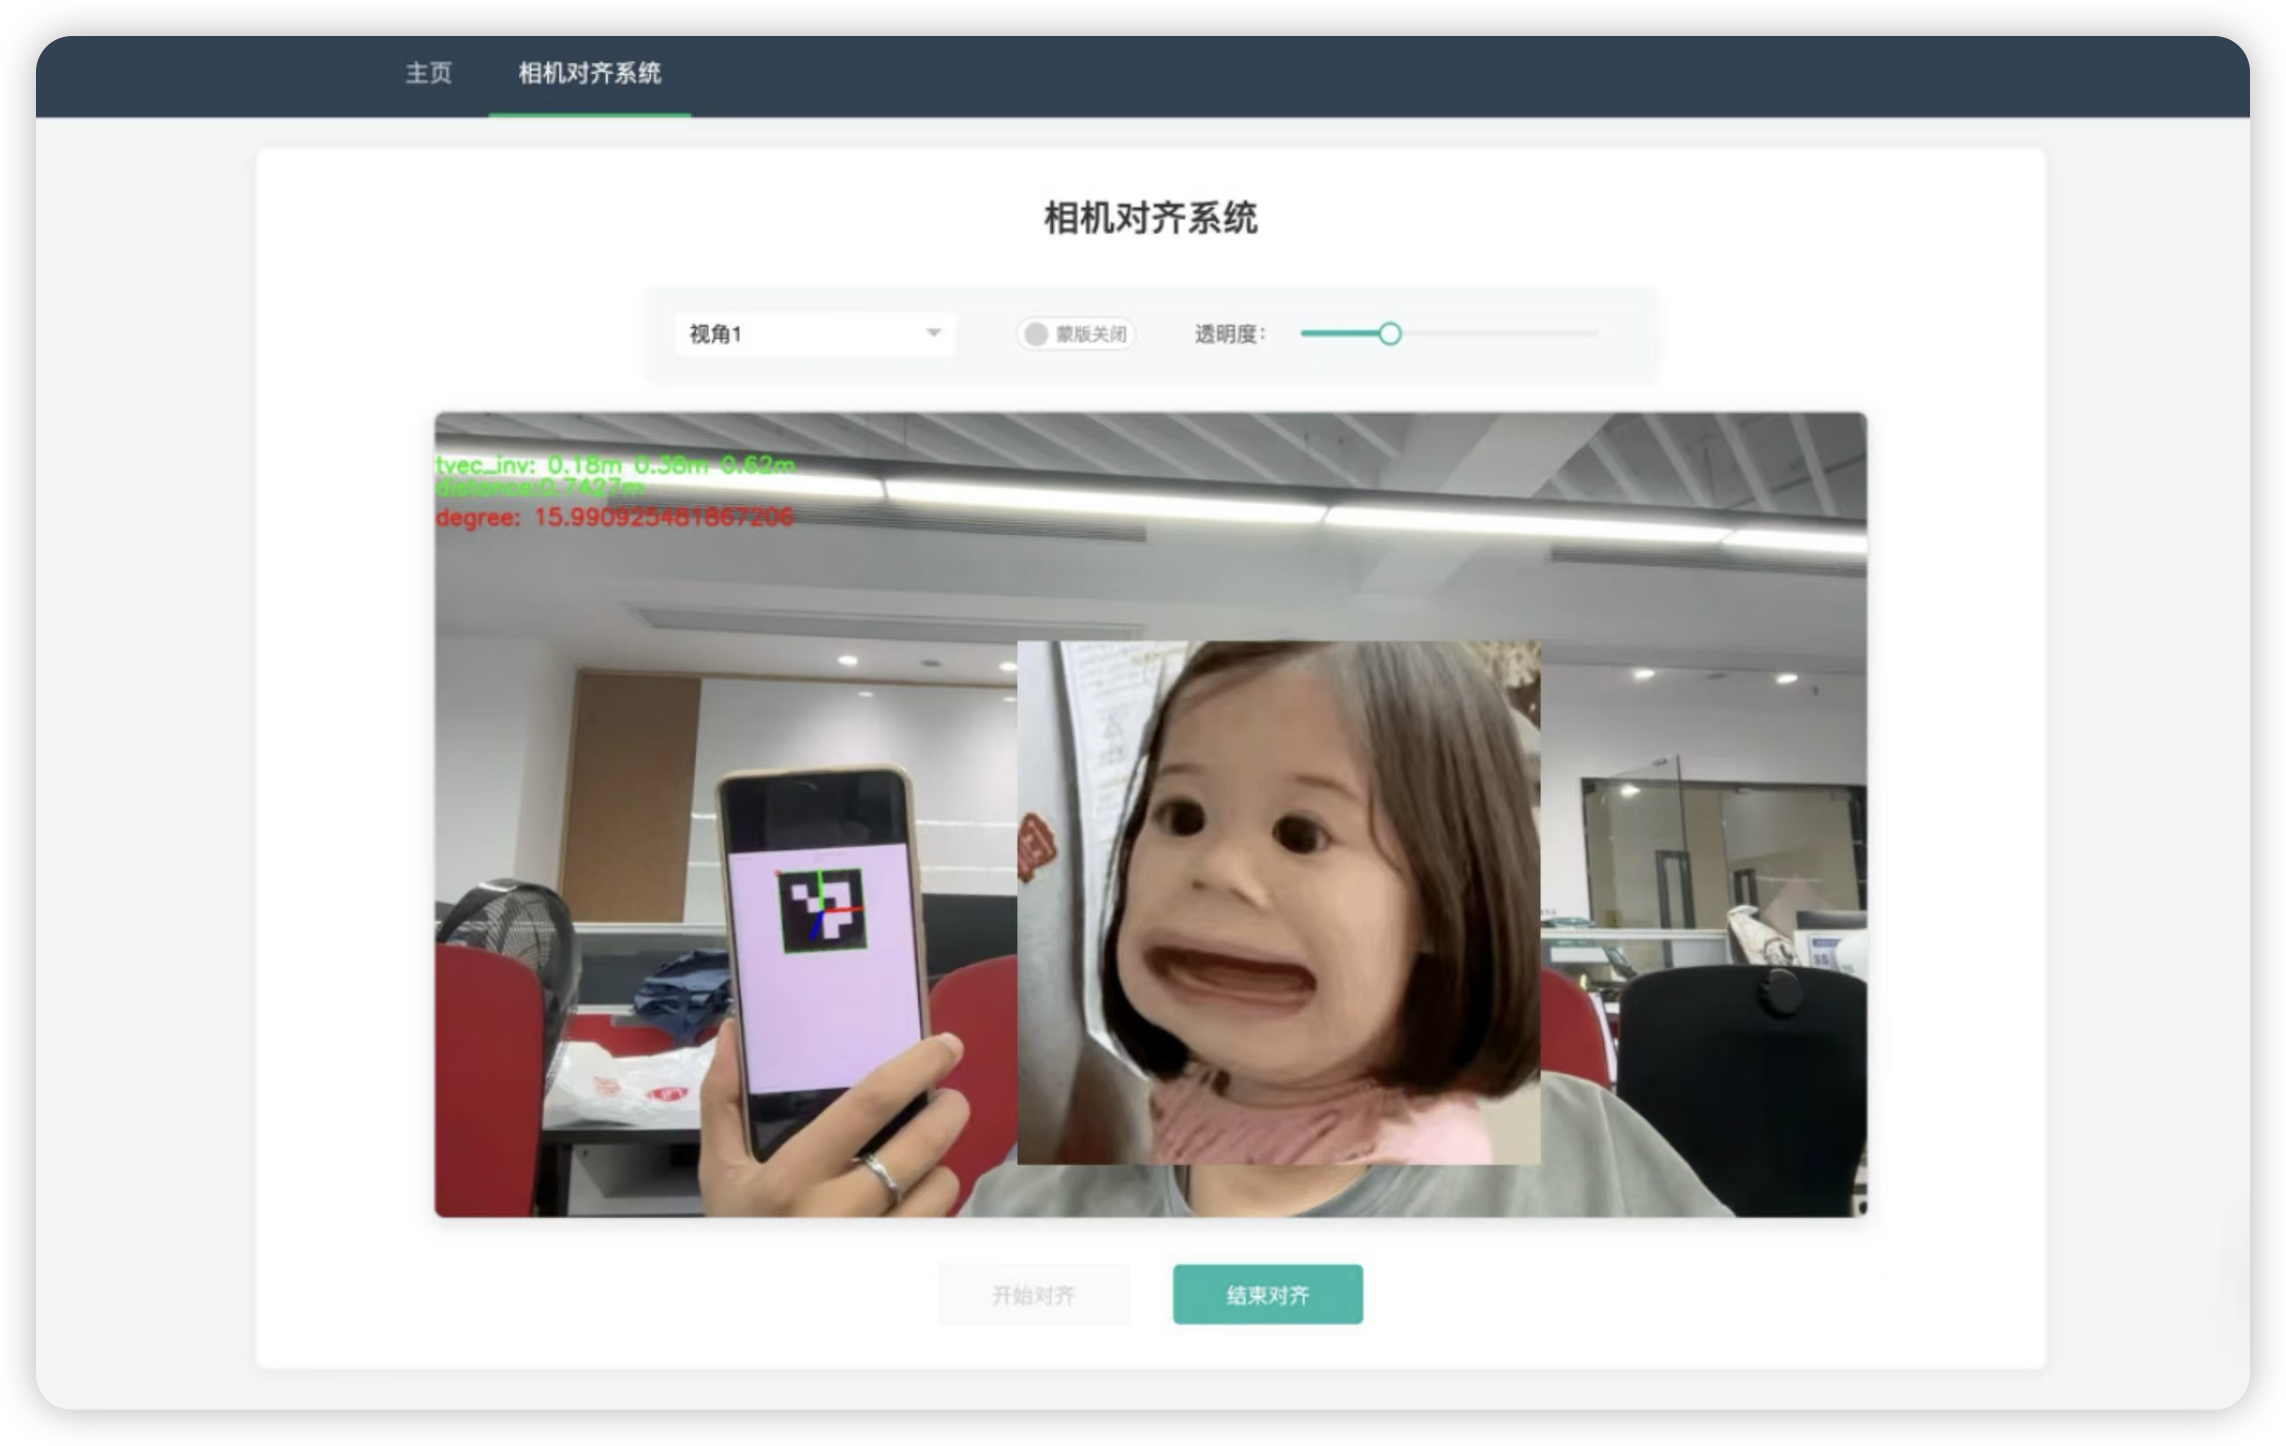 主页
相机对齐系统
相机对齐系统
视角1
蒙版关闭
透明度：
tvec_inv: 0.18m 0.38m 0.62m
distance:0.7427m
degree: 15.990925481867206
开始对齐
结束对齐